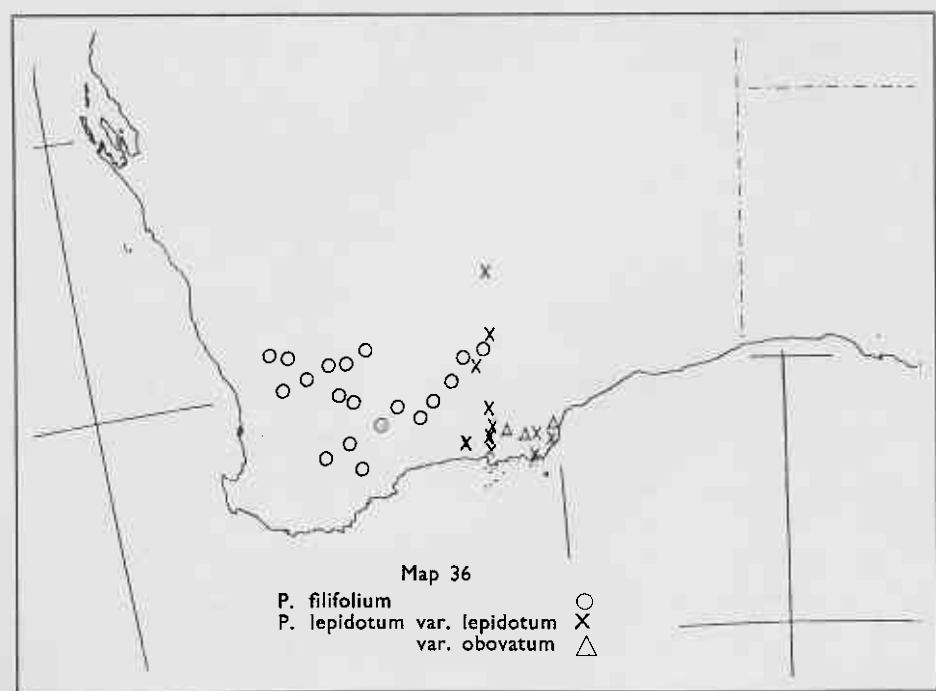 Map 36
P. filifolium ○
P. lepidotum var. lepidotum X
var. obovatum △